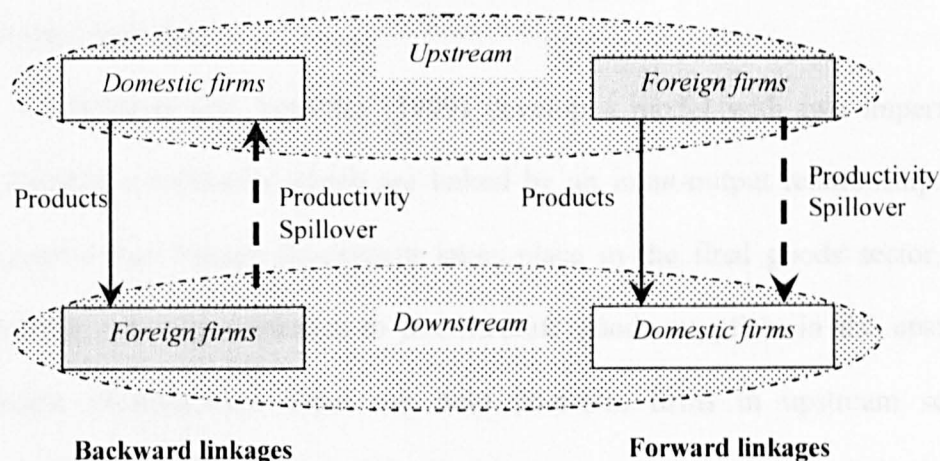 Upstream
Domestic firms
Foreign firms
Products
Productivity
Spillover
Products
Productivity
Spillover
Foreign firms
Downstream
Domestic firms
Backward linkages
Forward linkages